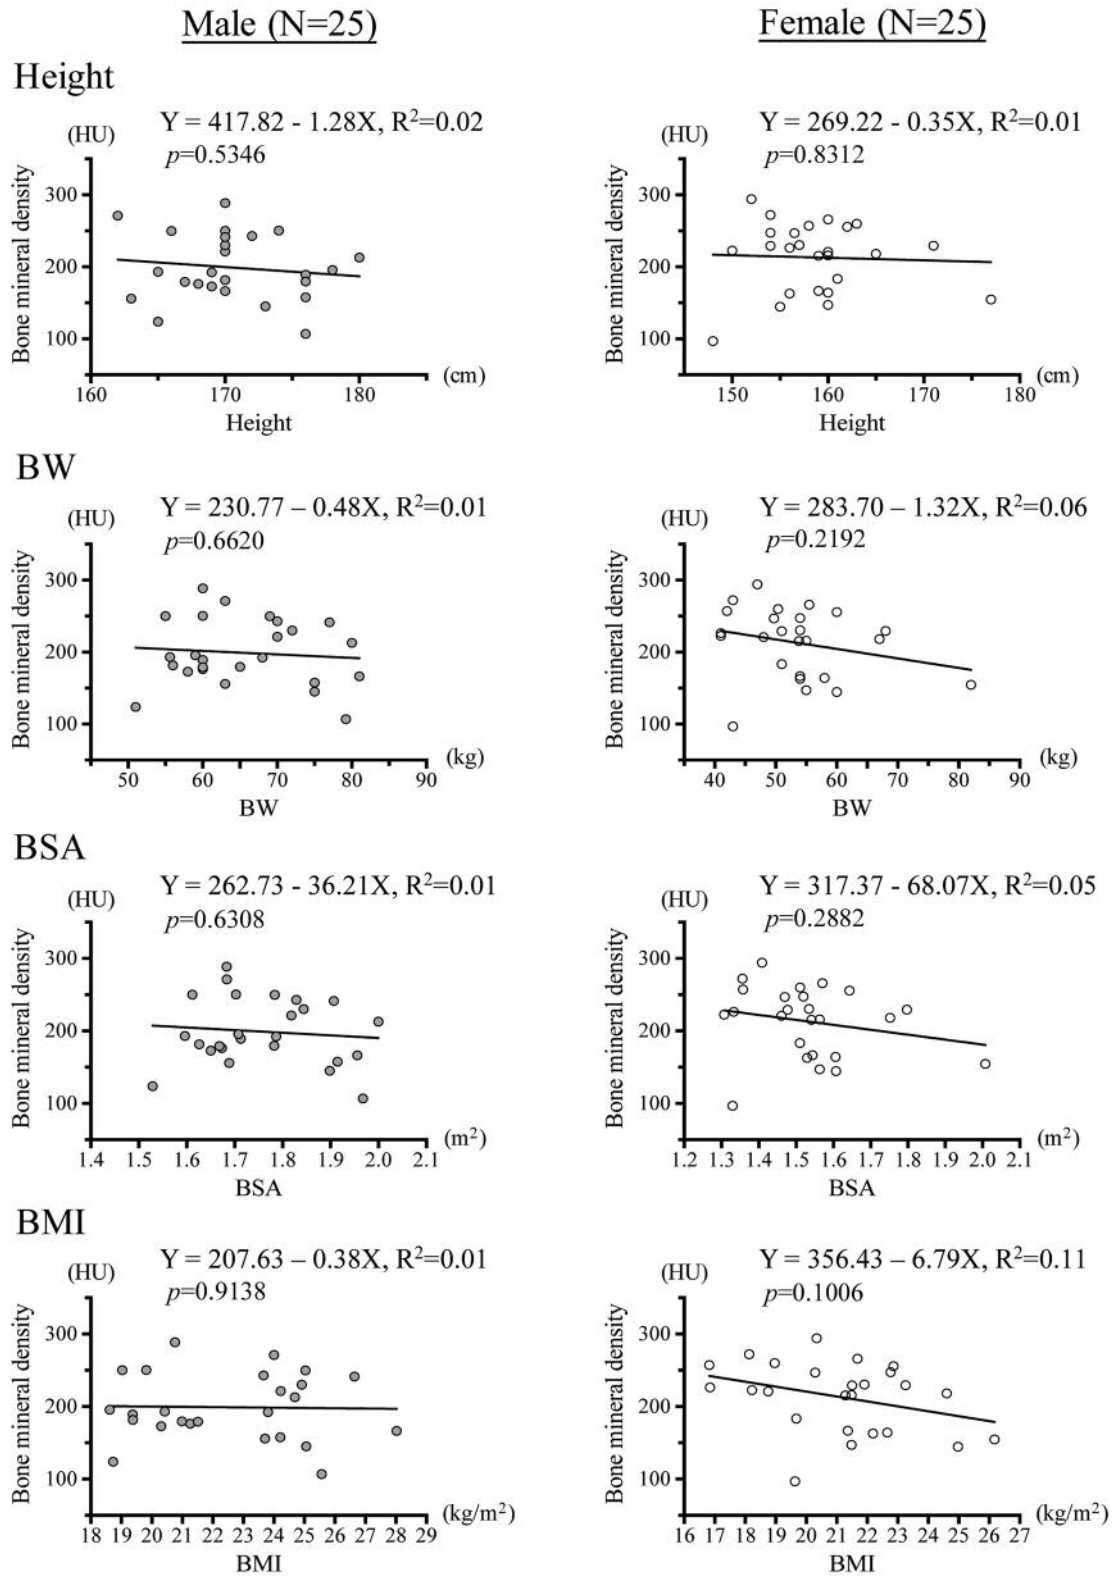 Male (N=25)
Female (N=25)
Height
Y = 417.82 - 1.28X, R²=0.02
(HU)
p=0.5346
Bone mineral density
300
200
100
160
170
180
(cm)
Height
Y = 269.22 - 0.35X, R²=0.01
(HU)
p=0.8312
Bone mineral density
300
200
100
150
160
170
180
(cm)
Height
BW
Y = 230.77 – 0.48X, R²=0.01
(HU)
p=0.6620
Bone mineral density
300
200
100
50
60
70
80
90
(kg)
BW
Y = 283.70 – 1.32X, R²=0.06
(HU)
p=0.2192
Bone mineral density
300
200
100
40
50
60
70
80
90
(kg)
BW
BSA
Y = 262.73 - 36.21X, R²=0.01
(HU)
p=0.6308
Bone mineral density
300
200
100
1.4
1.5
1.6
1.7
1.8
1.9
2.0
2.1
(m²)
BSA
Y = 317.37 - 68.07X, R²=0.05
(HU)
p=0.2882
Bone mineral density
300
200
100
1.2
1.3
1.4
1.5
1.6
1.7
1.8
1.9
2.0
2.1
(m²)
BSA
BMI
Y = 207.63 – 0.38X, R²=0.01
(HU)
p=0.9138
Bone mineral density
300
200
100
18
19
20
21
22
23
24
25
26
27
28
29
(kg/m²)
BMI
Y = 356.43 – 6.79X, R²=0.11
(HU)
p=0.1006
Bone mineral density
300
200
100
16
17
18
19
20
21
22
23
24
25
26
27
(kg/m²)
BMI